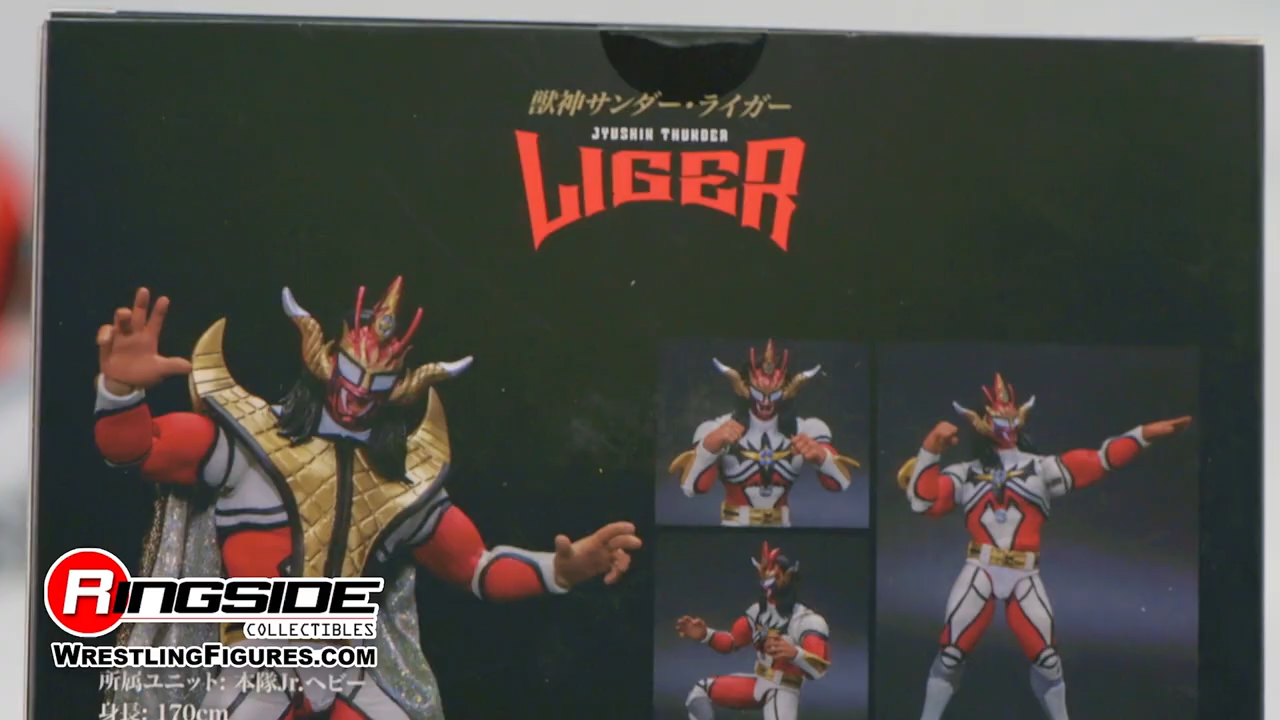 獣神サンダー・ライガー
JYUSHIN THUNDER
LIGER
RINGSIDE
COLLECTIBLES
WRESTLINGFIGURES.COM
所属ユニット: 本隊Jr.ヘビー
身長: 170cm